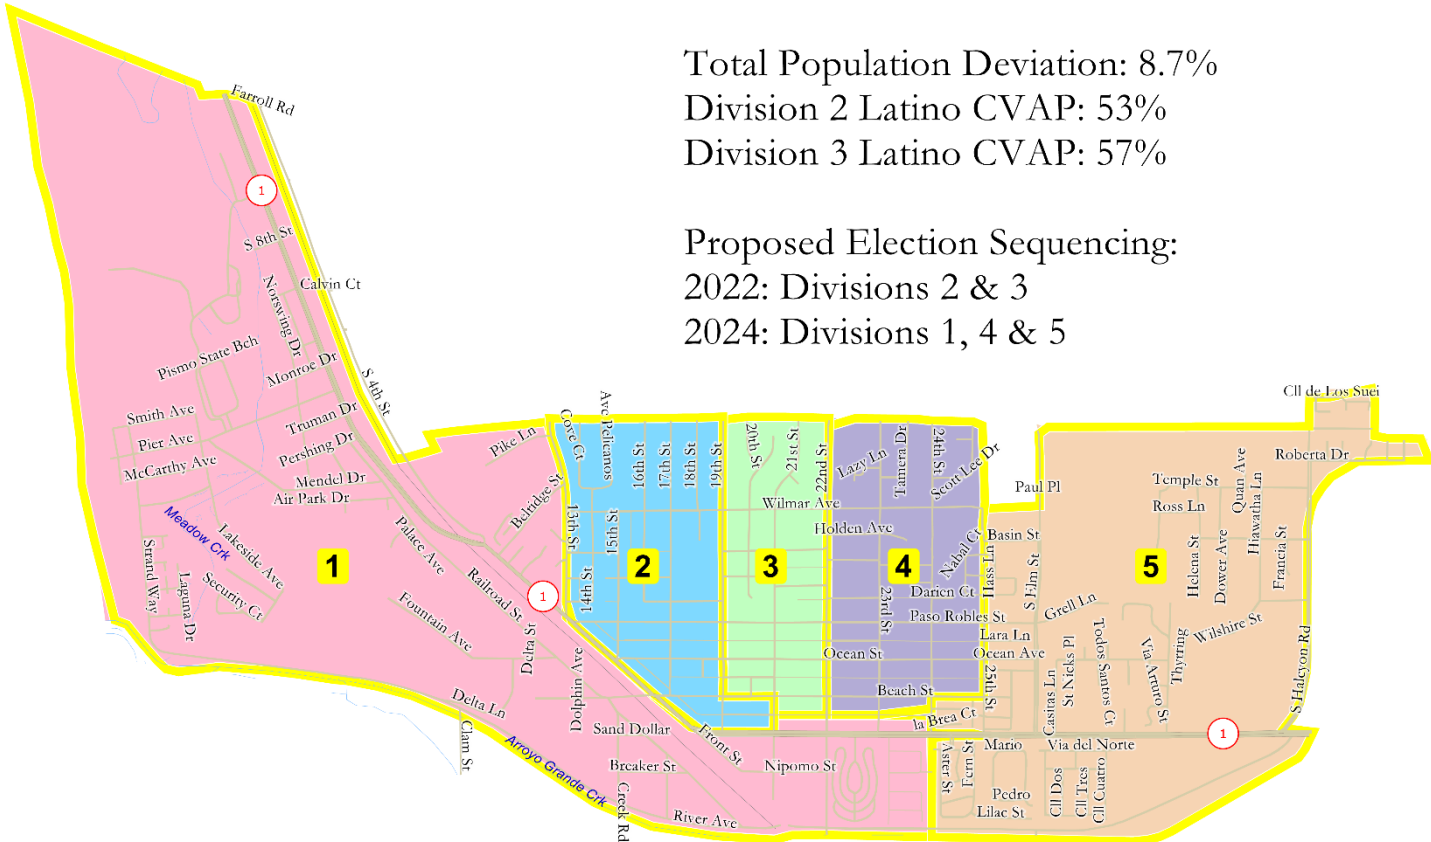 Total Population Deviation: 8.7%
Division 2 Latino CVAP: 53%
Division 3 Latino CVAP: 57%
Proposed Election Sequencing:
2022: Divisions 2 & 3
2024: Divisions 1, 4 & 5
Farroll Rd
1
S 8th St
Calvin Ct
Norswing Dr
Pismo State Bch
Monroe Dr
S 4th St
Smith Ave
Truman Dr
Pier Ave
Pershing Dr
McCarthy Ave
Mendel Dr
Air Park Dr
Meadow Crk
Lakeside Ave
Palace Ave
Strand Way
Laguna Dr
Security Ct
1
Railroad St
Fountain Ave
Delta St
Pike Ln
Belridge St
1
Cove Ct
Ave Pelicanos
16th St
17th St
18th St
19th St
13th St
15th St
14th St
2
20th St
21st St
22nd St
Wilmar Ave
3
Lazy Ln
Tamera Dr
24th St
Scott Lee Dr
Holden Ave
Nabal Ct
4
Darien Ct
23rd St
Paso Robles St
Ocean St
Beach St
Cll de Los Suei
Roberta Dr
Paul Pl
Temple St
Quan Ave
Hiawatha Ln
Ross Ln
Basin St
Hass Ln
S Elm St
5
Helena St
Dower Ave
Francia St
Grell Ln
Lara Ln
Ocean Ave
25th St
Casitas Ln
St Nicks Pl
Todos Santos Ct
Via Arturo St
Thyrring
Wilshire St
S Halcyon Rd
la Brea Ct
Mario
Via del Norte
1
Aster St
Fern St
Pedro
Lilac St
Cll Dos
Cll Tres
Cll Cuatro
Delta Ln
Dolphin Ave
Sand Dollar
Front St
Clam St
Arroyo Grande Crk
Breaker St
Nipomo St
Creek Rd
River Ave